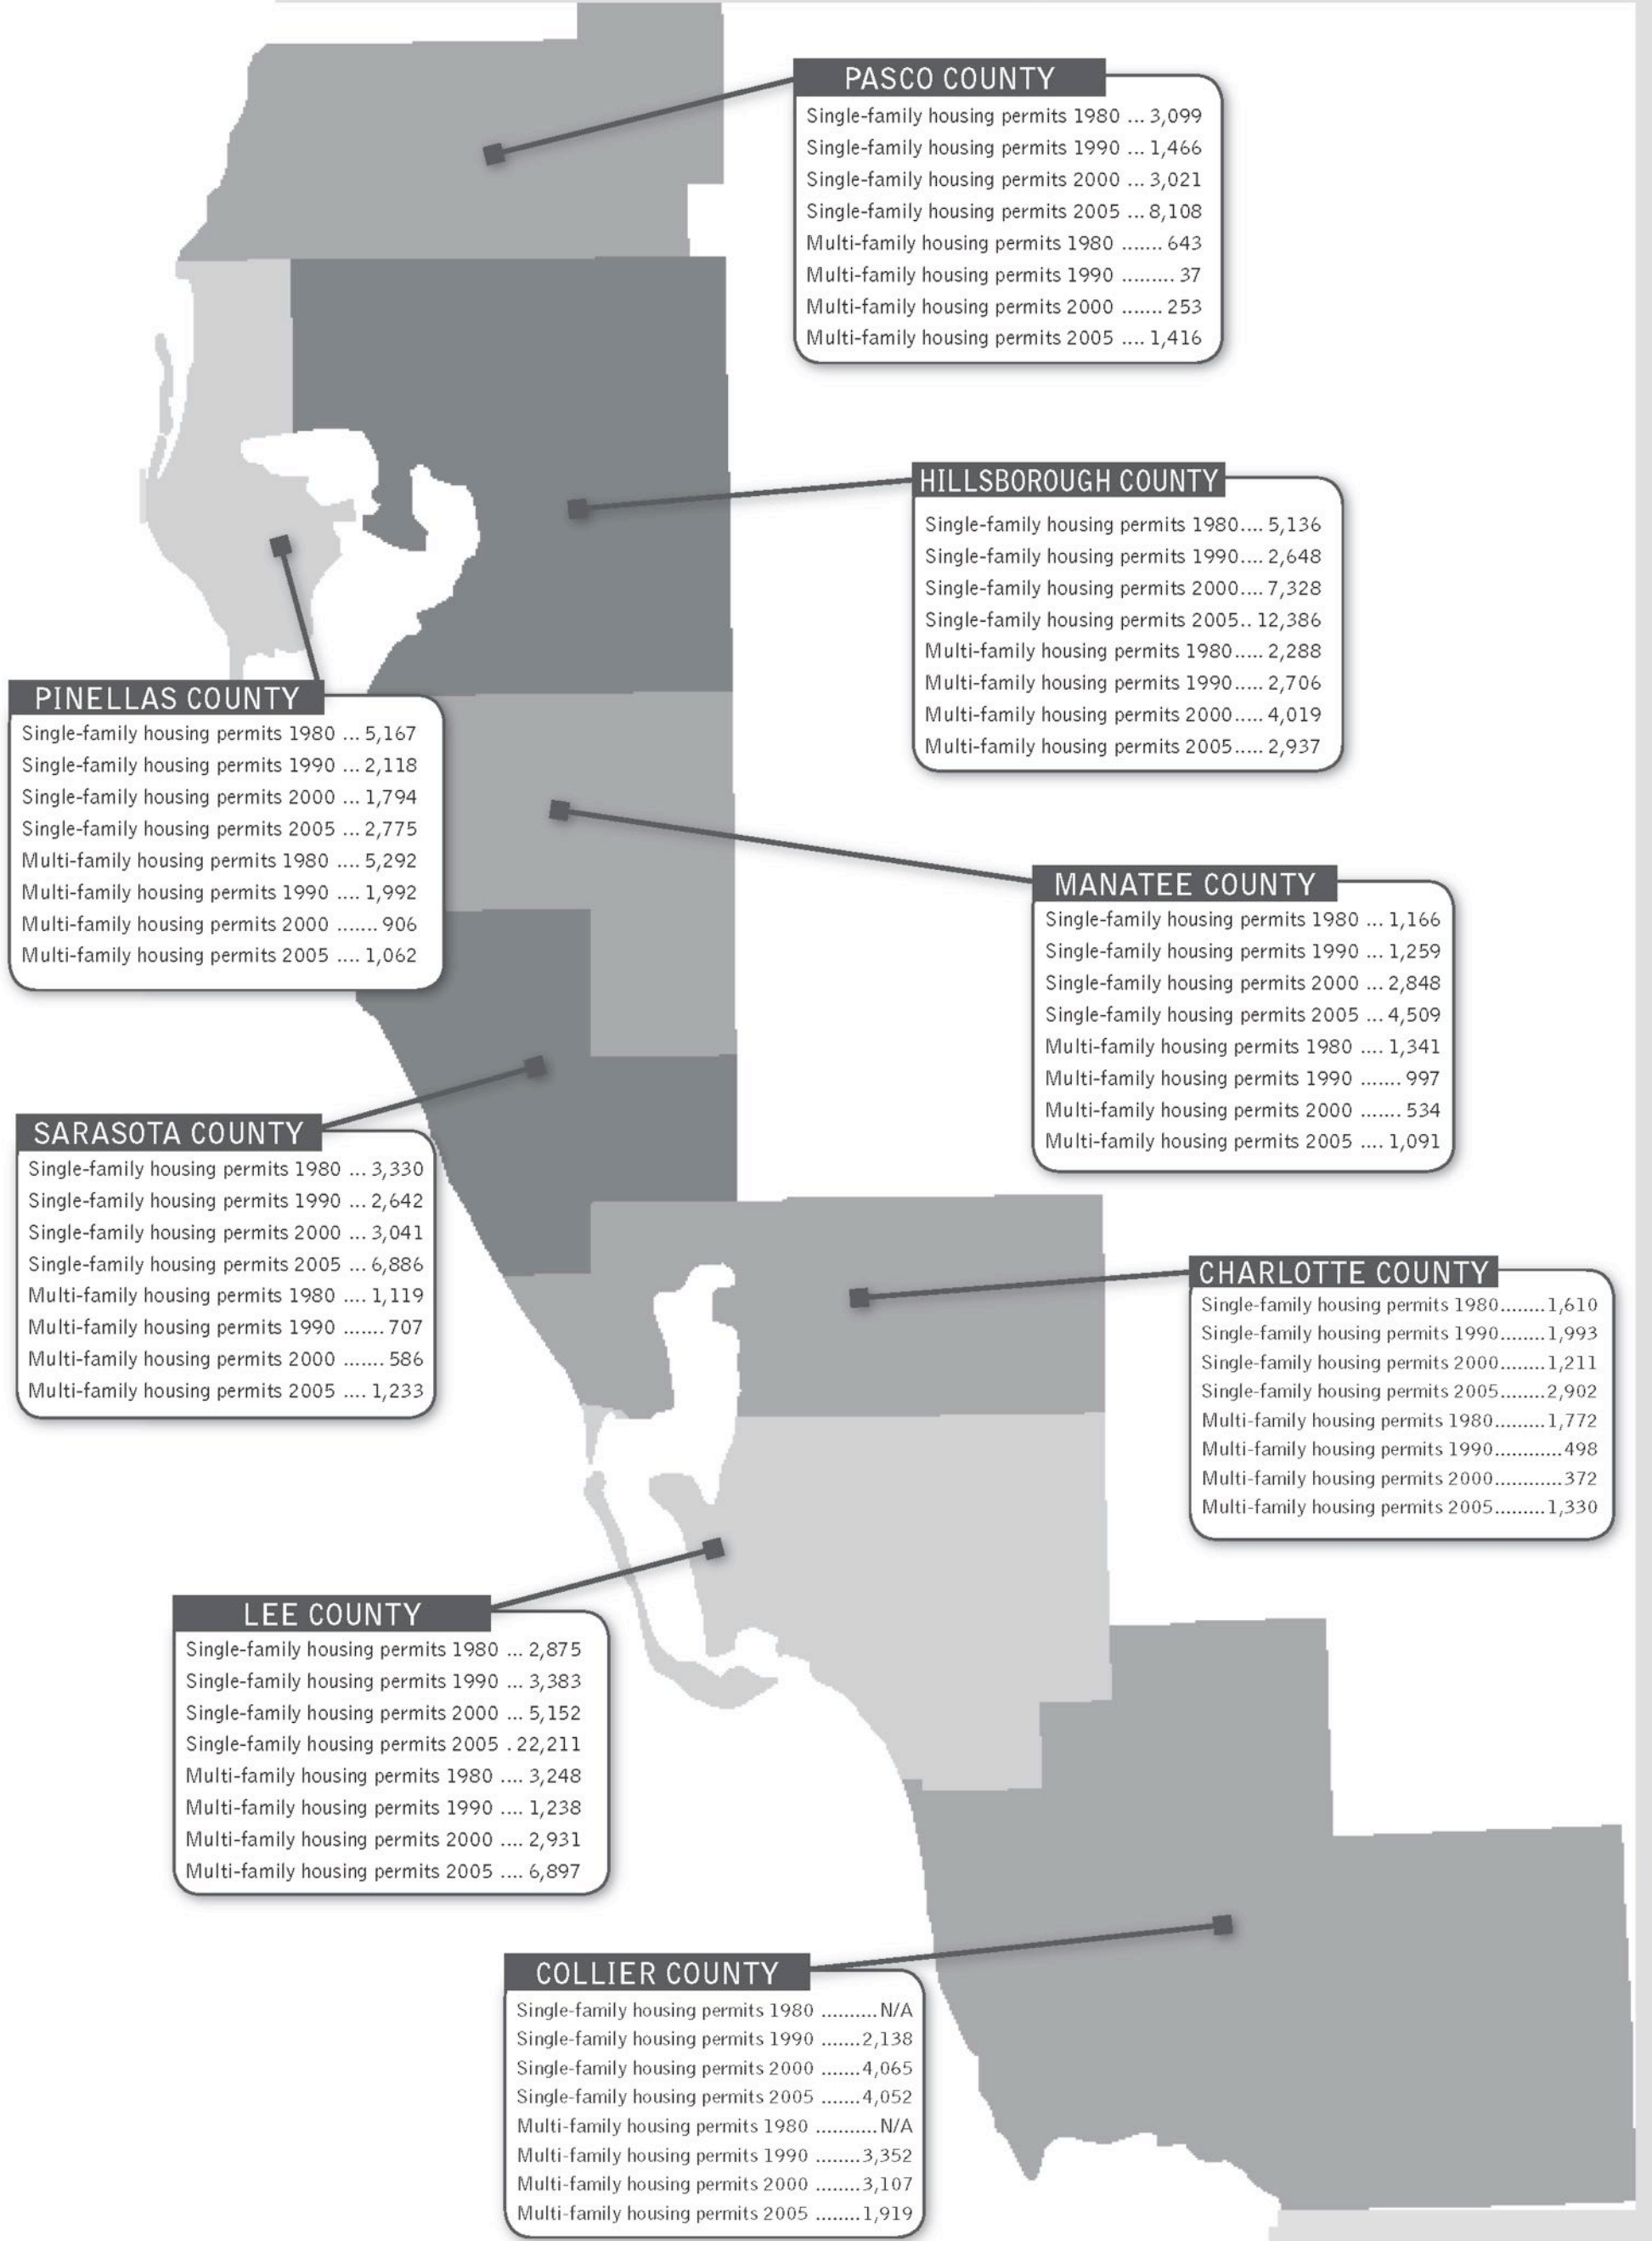 PASCO COUNTY
Single-family housing permits 1980 ... 3,099
Single-family housing permits 1990 ... 1,466
Single-family housing permits 2000 ... 3,021
Single-family housing permits 2005 ... 8,108
Multi-family housing permits 1980 ....... 643
Multi-family housing permits 1990 ......... 37
Multi-family housing permits 2000 ....... 253
Multi-family housing permits 2005 .... 1,416
HILLSBOROUGH COUNTY
Single-family housing permits 1980.... 5,136
Single-family housing permits 1990.... 2,648
Single-family housing permits 2000.... 7,328
Single-family housing permits 2005.. 12,386
Multi-family housing permits 1980..... 2,288
Multi-family housing permits 1990..... 2,706
Multi-family housing permits 2000..... 4,019
Multi-family housing permits 2005..... 2,937
PINELLAS COUNTY
Single-family housing permits 1980 ... 5,167
Single-family housing permits 1990 ... 2,118
Single-family housing permits 2000 ... 1,794
Single-family housing permits 2005 ... 2,775
Multi-family housing permits 1980 .... 5,292
Multi-family housing permits 1990 .... 1,992
Multi-family housing permits 2000 ....... 906
Multi-family housing permits 2005 .... 1,062
MANATEE COUNTY
Single-family housing permits 1980 ... 1,166
Single-family housing permits 1990 ... 1,259
Single-family housing permits 2000 ... 2,848
Single-family housing permits 2005 ... 4,509
Multi-family housing permits 1980 .... 1,341
Multi-family housing permits 1990 ....... 997
Multi-family housing permits 2000 ....... 534
Multi-family housing permits 2005 .... 1,091
SARASOTA COUNTY
Single-family housing permits 1980 ... 3,330
Single-family housing permits 1990 ... 2,642
Single-family housing permits 2000 ... 3,041
Single-family housing permits 2005 ... 6,886
Multi-family housing permits 1980 .... 1,119
Multi-family housing permits 1990 ....... 707
Multi-family housing permits 2000 ....... 586
Multi-family housing permits 2005 .... 1,233
CHARLOTTE COUNTY
Single-family housing permits 1980........1,610
Single-family housing permits 1990........1,993
Single-family housing permits 2000........1,211
Single-family housing permits 2005........2,902
Multi-family housing permits 1980.........1,772
Multi-family housing permits 1990............498
Multi-family housing permits 2000............372
Multi-family housing permits 2005.........1,330
LEE COUNTY
Single-family housing permits 1980 ... 2,875
Single-family housing permits 1990 ... 3,383
Single-family housing permits 2000 ... 5,152
Single-family housing permits 2005 . 22,211
Multi-family housing permits 1980 .... 3,248
Multi-family housing permits 1990 .... 1,238
Multi-family housing permits 2000 .... 2,931
Multi-family housing permits 2005 .... 6,897
COLLIER COUNTY
Single-family housing permits 1980 ..........N/A
Single-family housing permits 1990 .......2,138
Single-family housing permits 2000 .......4,065
Single-family housing permits 2005 .......4,052
Multi-family housing permits 1980 ...........N/A
Multi-family housing permits 1990 ........3,352
Multi-family housing permits 2000 ........3,107
Multi-family housing permits 2005 ........1,919